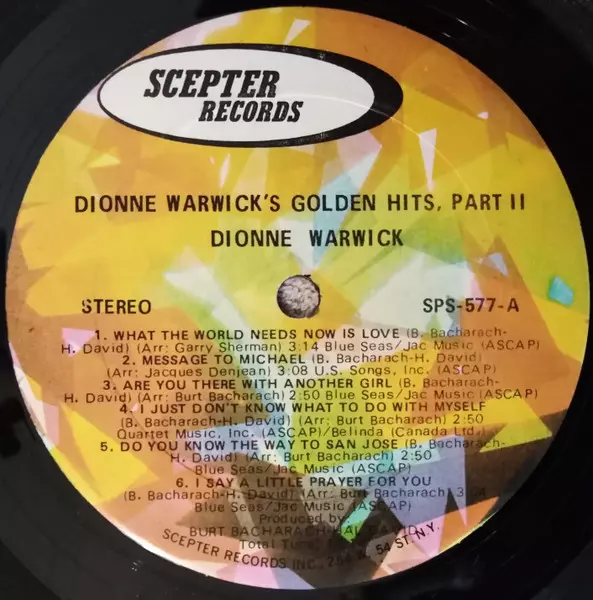 SCEPTER
RECORDS
DIONNE WARWICK'S GOLDEN HITS, PART II
DIONNE WARWICK
STEREO
SPS-577-A
1. WHAT THE WORLD NEEDS NOW IS LOVE (B. Bacharach-
H. David) (Arr: Garry Sherman) 3:14 Blue Seas/Jac Music (ASCAP)
2. MESSAGE TO MICHAEL (B. Bacharach-H. David)
(Arr: Jacques Denjean) 3:08 U.S. Songs, Inc. (ASCAP)
3. ARE YOU THERE WITH ANOTHER GIRL (B. Bacharach-
H. David) (Arr: Burt Bacharach) 2:50 Blue Seas/Jac Music (ASCAP)
4. I JUST DON'T KNOW WHAT TO DO WITH MYSELF
(B. Bacharach-H. David) (Arr: Burt Bacharach) 2:50
Quartet Music, Inc. (ASCAP)/Belinda (Canada Ltd.)
5. DO YOU KNOW THE WAY TO SAN JOSE (B. Bacharach-
H. David) (Arr: Burt Bacharach) 2:50
Blue Seas/Jac Music (ASCAP)
6. I SAY A LITTLE PRAYER FOR YOU
(B. Bacharach-H. David) (Arr: Burt Bacharach)
Blue Seas/Jac Music (ASCAP)
Produced by
BURT BACHARACH-HAL DAVID
Total Time
SCEPTER RECORDS INC. 254 54 ST. N.Y.